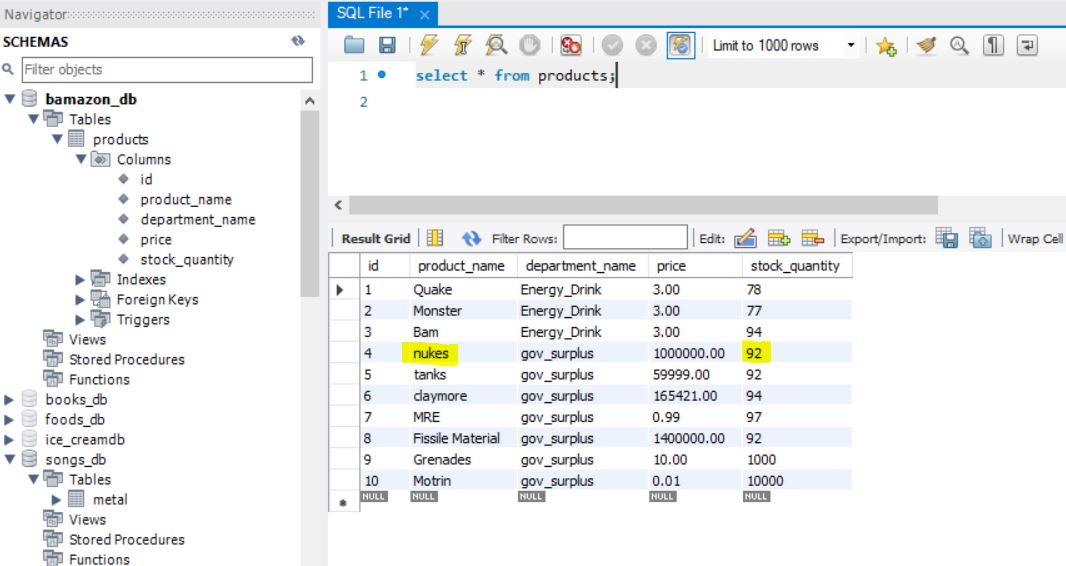 Navigator
SCHEMAS
Filter objects
bamazon_db
Tables
products
Columns
id
product_name
department_name
price
stock_quantity
Indexes
Foreign Keys
Triggers
Views
Stored Procedures
Functions
books_db
foods_db
ice_creamdb
songs_db
Tables
metal
Views
Stored Procedures
Functions
SQL File 1* ×
Limit to 1000 rows
1 select * from products;
2
Result Grid Filter Rows: Edit: Export/Import: Wrap Cell
id product_name department_name price stock_quantity
1 Quake Energy_Drink 3.00 78
2 Monster Energy_Drink 3.00 77
3 Bam Energy_Drink 3.00 94
4 nukes gov_surplus 1000000.00 92
5 tanks gov_surplus 59999.00 92
6 claymore gov_surplus 165421.00 94
7 MRE gov_surplus 0.99 97
8 Fissile Material gov_surplus 1400000.00 92
9 Grenades gov_surplus 10.00 1000
10 Motrin gov_surplus 0.01 10000
NULL NULL NULL NULL NULL